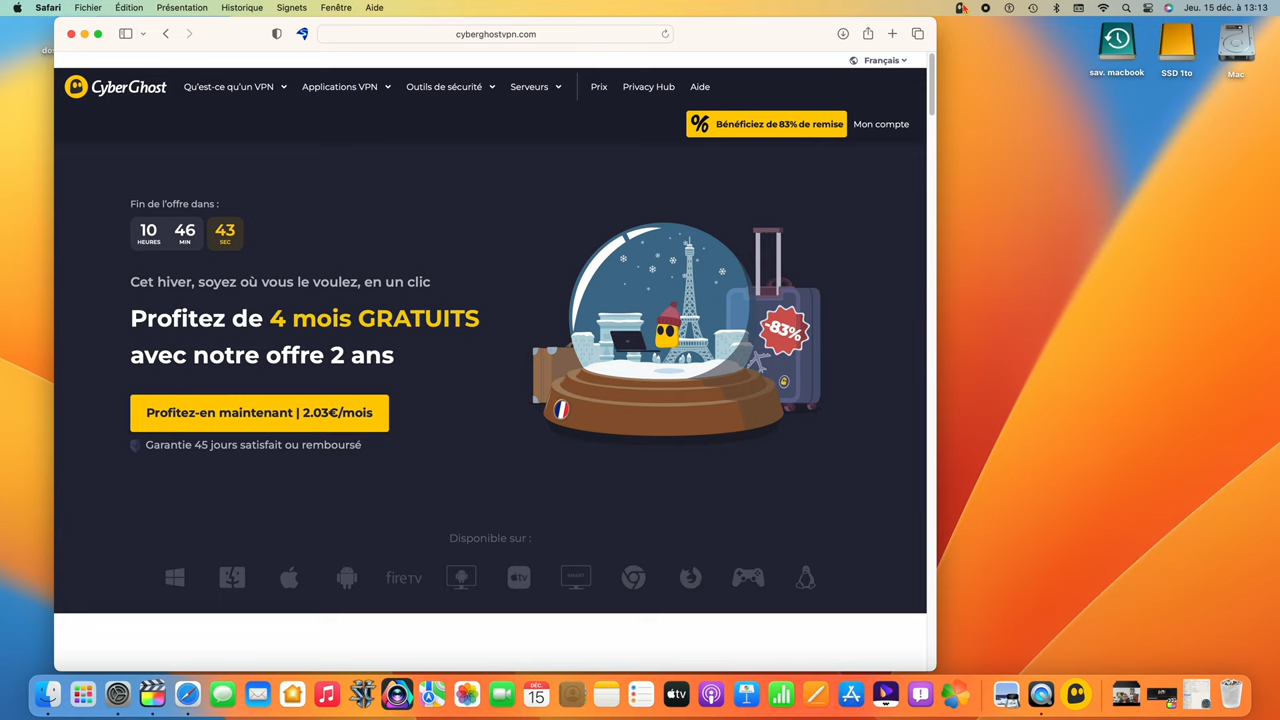 Safari Fichier Édition Présentation Historique Signets Fenêtre Aide
Jeu. 15 déc. à 13:13
cyberghostvpn.com
sav. macbook
SSD 1to
Mac
Français
CyberGhost
Qu'est-ce qu'un VPN
Applications VPN
Outils de sécurité
Serveurs
Prix
Privacy Hub
Aide
% Bénéficiez de 83% de remise
Mon compte
Fin de l'offre dans :
10 46 43
HEURES MIN SEC
Cet hiver, soyez où vous le voulez, en un clic
Profitez de 4 mois GRATUITS
avec notre offre 2 ans
Profitez-en maintenant | 2.03€/mois
Garantie 45 jours satisfait ou remboursé
-83%
Disponible sur :
fireTV
tv
SMART
DÉC.
15
tv